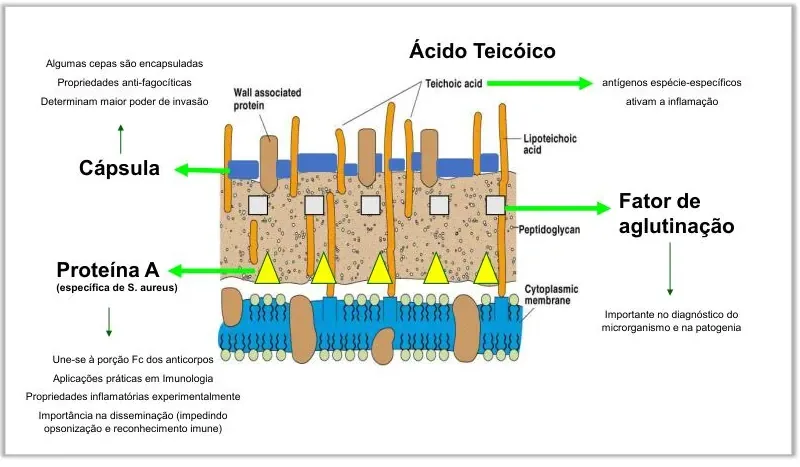 Ácido Teicóico
Algumas cepas são encapsuladas
Propriedades anti-fagocíticas
Determinam maior poder de invasão
Wall associated
protein
Teichoic acid
antígenos espécie-específicos
ativam a inflamação
Lipoteichoic
acid
Cápsula
Fator de
aglutinação
Peptidoglycan
Proteína A
(específica de S. aureus)
Cytoplasmic
membrane
Importante no diagnóstico do
microrganismo e na patogenia
Une-se à porção Fc dos anticorpos
Aplicações práticas em Imunologia
Propriedades inflamatórias experimentalmente
Importância na disseminação (impedindo
opsonização e reconhecimento imune)